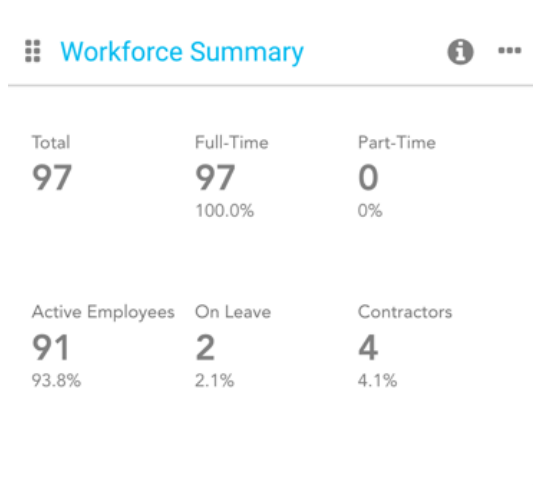 Workforce Summary
Total Full-Time Part-Time
97 97 0
100.0% 0%
Active Employees On Leave Contractors
91 2 4
93.8% 2.1% 4.1%